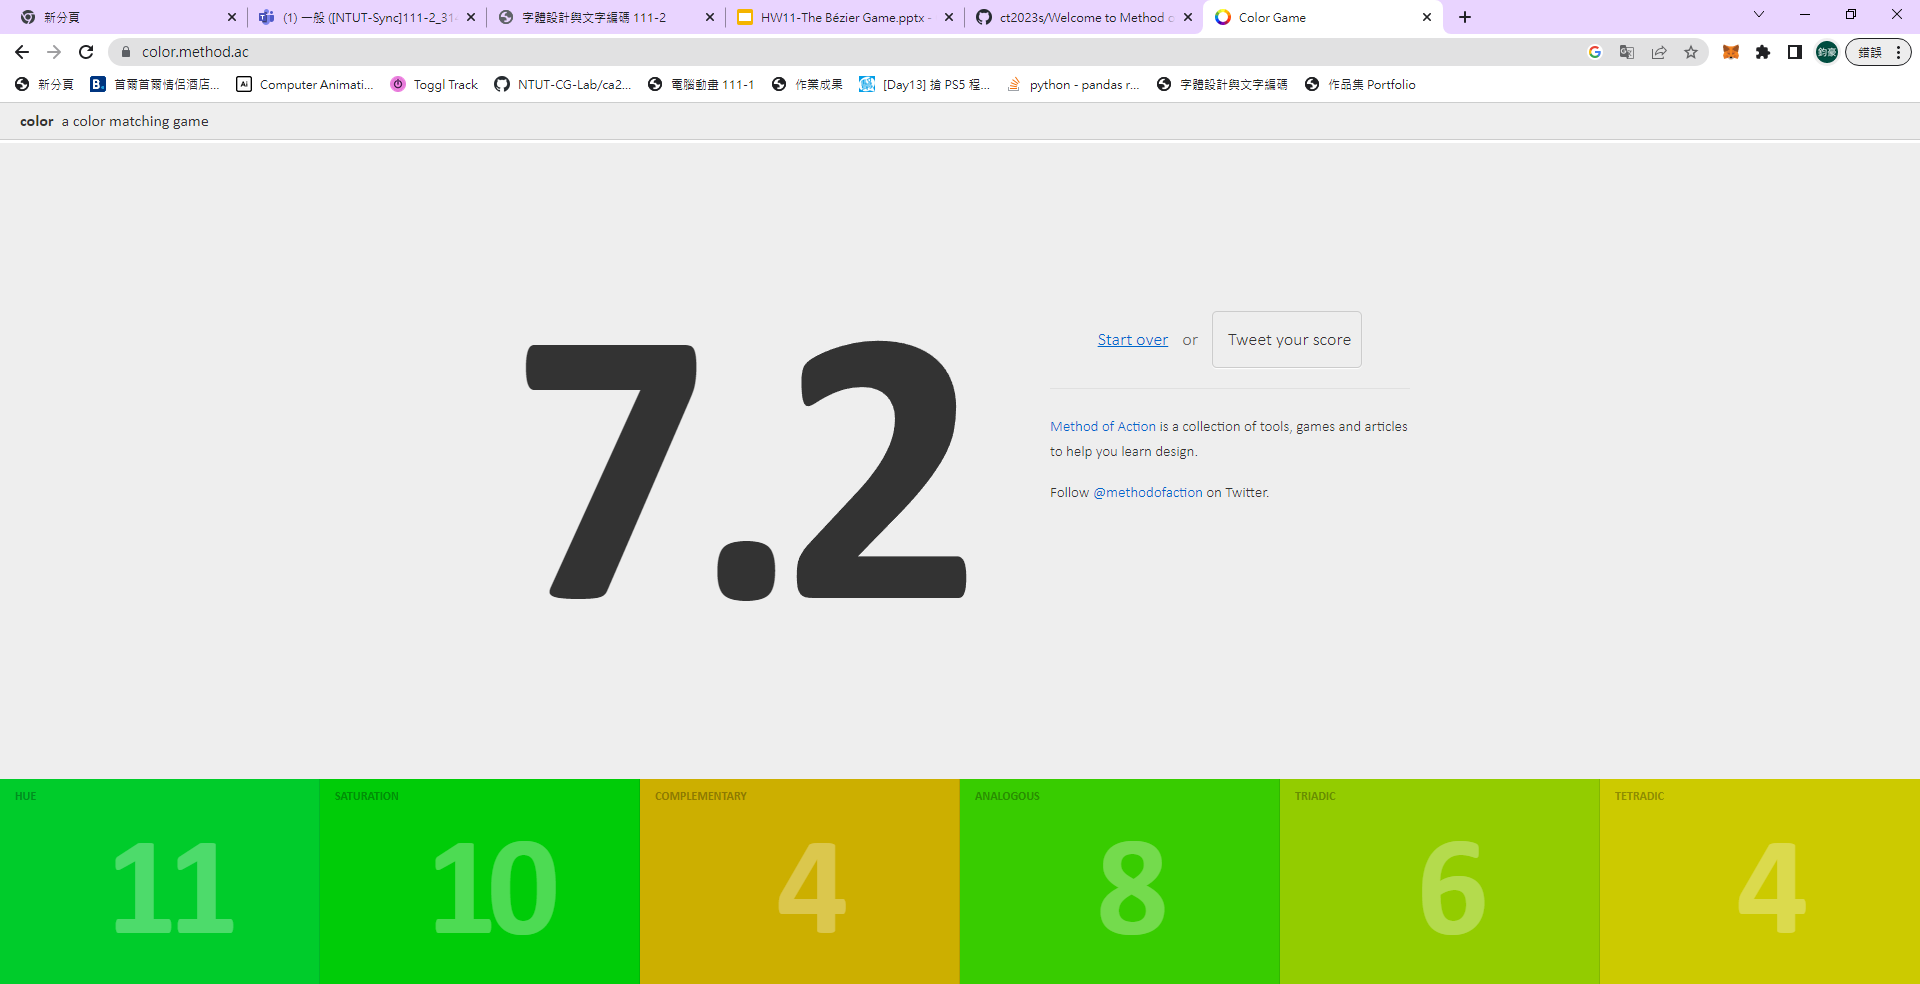 新分頁
(1) 一般 ([NTUT-Sync]111-2_31
字體設計與文字編碼 111-2
HW11-The Bézier Game.pptx -
ct2023s/Welcome to Method o
Color Game
color.method.ac
鈞豪
錯誤
新分頁
首爾首爾情侶酒店...
Computer Animati...
Toggl Track
NTUT-CG-Lab/ca2...
電腦動畫 111-1
作業成果
[Day13] 搶 PS5 程...
python - pandas r...
字體設計與文字編碼
作品集 Portfolio
color a color matching game
7.2
Start over or Tweet your score
Method of Action is a collection of tools, games and articles
to help you learn design.
Follow @methodofaction on Twitter.
HUE
11
SATURATION
10
COMPLEMENTARY
4
ANALOGOUS
8
TRIADIC
6
TETRADIC
4